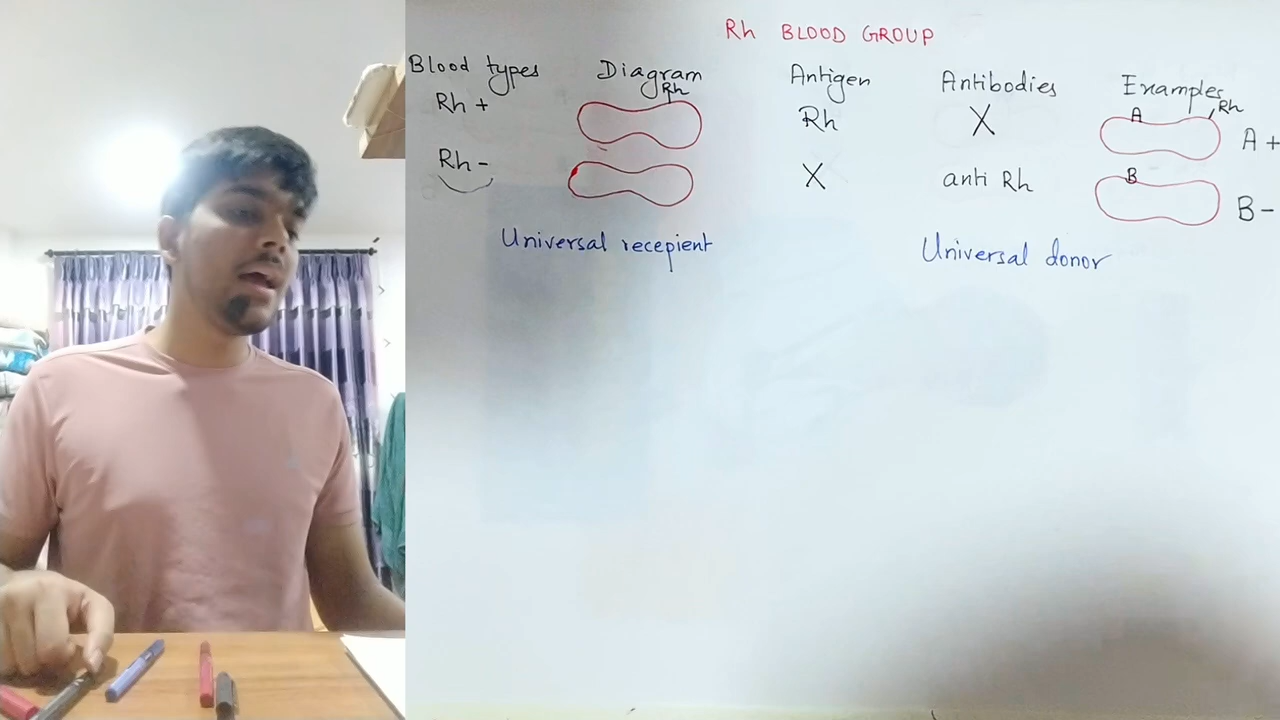 Rh BLOOD GROUP
Blood types Diagram Antigen Antibodies Examples
Rh + Rh Rh X A Rh A +
Rh - X anti Rh B B -
Universal recepient Universal donor